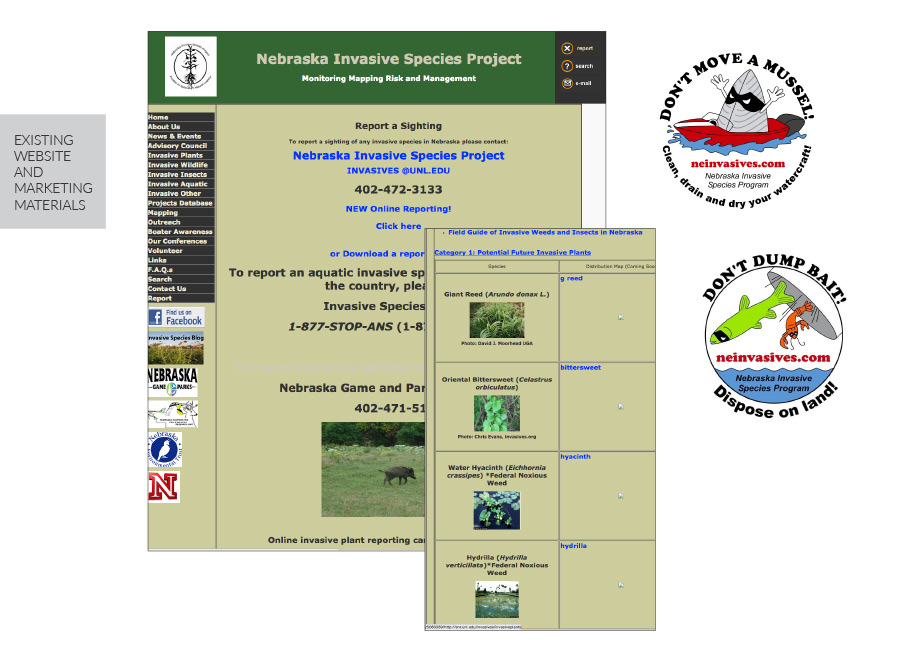 EXISTING
WEBSITE
AND
MARKETING
MATERIALS
Nebraska Invasive Species Project
Monitoring Mapping Risk and Management
report
search
e-mail
Home
About Us
News & Events
Advisory Council
Invasive Plants
Invasive Wildlife
Invasive Insects
Invasive Aquatic
Invasive Other
Projects Database
Mapping
Outreach
Boater Awareness
Our Conferences
Volunteer
Links
F.A.Q.s
Search
Contact Us
Report
Find us on
Facebook
Invasive Species Blog
NEBRASKA
GAME PARKS
Nebraska
N
Report a Sighting
To report a sighting of any invasive species in Nebraska please contact:
Nebraska Invasive Species Project
INVASIVES @UNL.EDU
402-472-3133
NEW Online Reporting!
Click here
or Download a repor
To report an aquatic invasive sp
the country, plea
Invasive Species
1-877-STOP-ANS (1-87
Nebraska Game and Par
402-471-51
Online invasive plant reporting ca
Field Guide of Invasive Weeds and Insects in Nebraska
Category 1: Potential Future Invasive Plants
Species
Distribution Map (Coming Soo
Giant Reed (Arundo donax L.)
Photo: David J. Moorhead UGA
g reed
Oriental Bittersweet (Celastrus
orbiculatus)
Photo: Chris Evans, invasives.org
bittersweet
Water Hyacinth (Eichhornia
crassipes) *Federal Noxious
Weed
hyacinth
Hydrilla (Hydrilla
verticillata)*Federal Noxious
Weed
hydrilla
DON'T MOVE A MUSSEL!
neinvasives.com
Nebraska Invasive
Species Program
Clean, drain and dry your watercraft!
DON'T DUMP BAIT!
neinvasives.com
Nebraska Invasive
Species Program
Dispose on land!